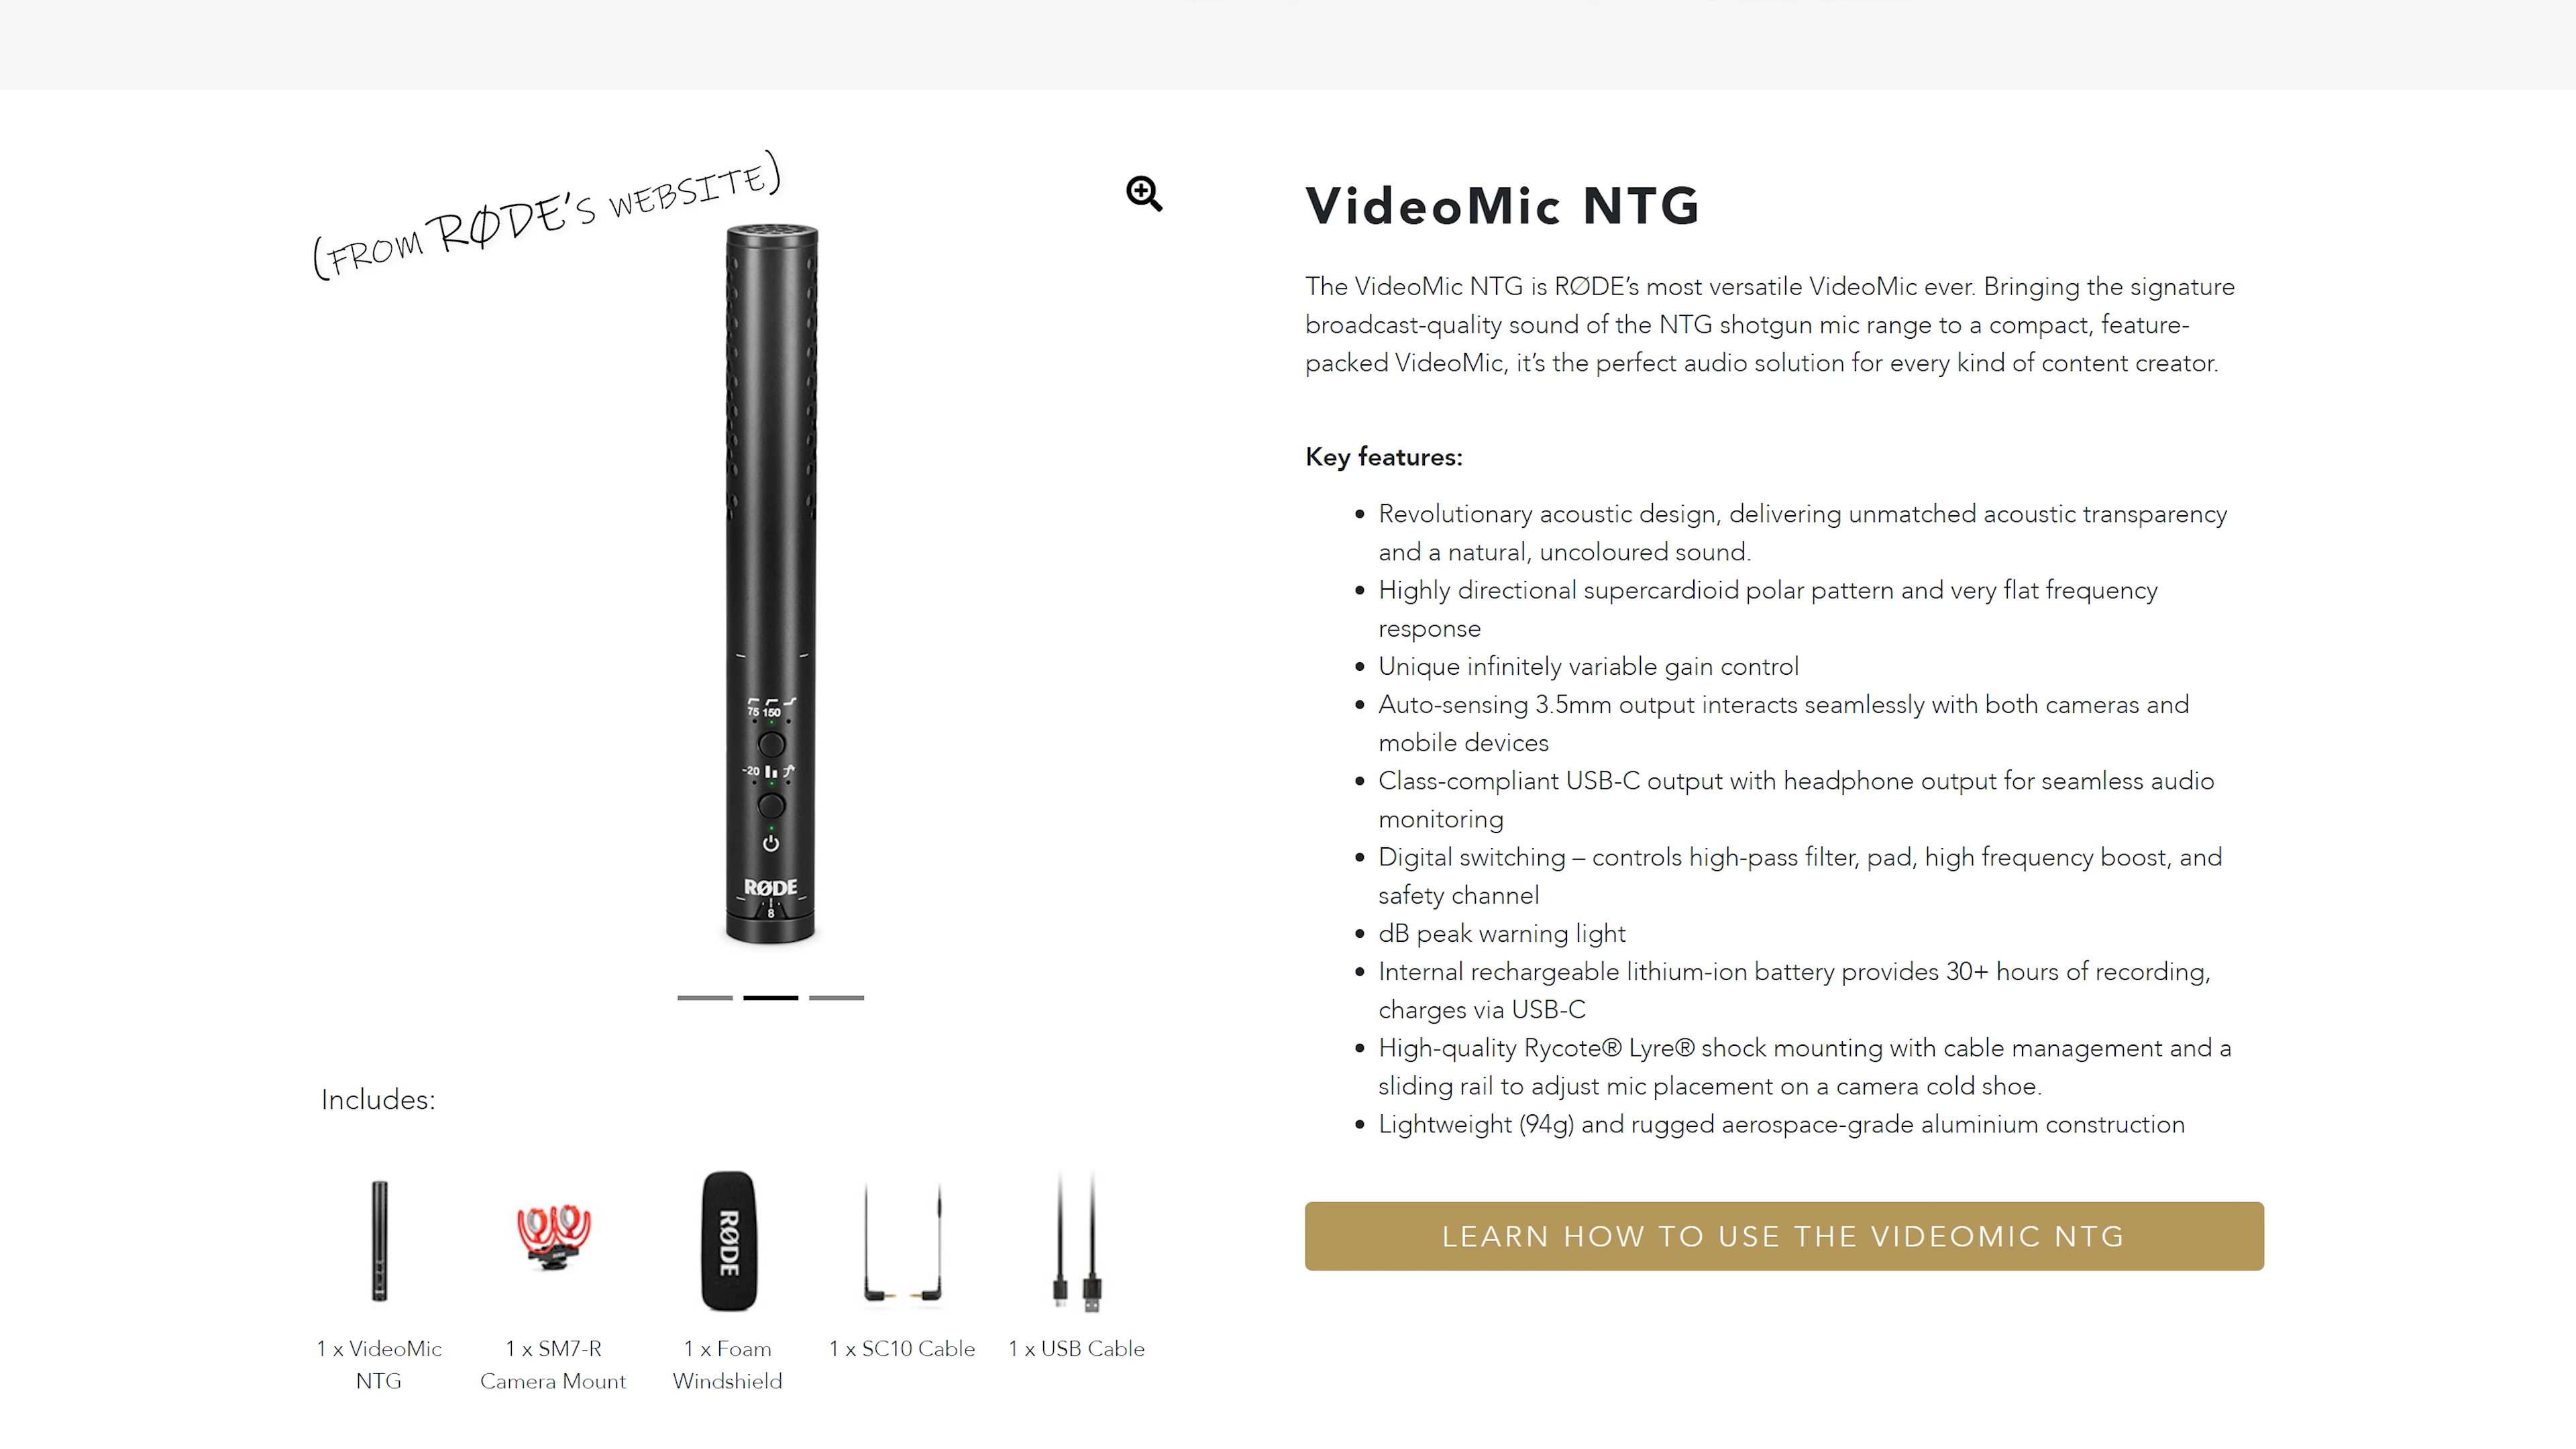 (FROM RØDE'S WEBSITE)
75 150
-20
RØDE
8
Includes:
RØDE
1 x VideoMic
NTG
1 x SM7-R
Camera Mount
1 x Foam
Windshield
1 x SC10 Cable
1 x USB Cable
VideoMic NTG
The VideoMic NTG is RØDE’s most versatile VideoMic ever. Bringing the signature
broadcast-quality sound of the NTG shotgun mic range to a compact, feature-
packed VideoMic, it’s the perfect audio solution for every kind of content creator.
Key features:
• Revolutionary acoustic design, delivering unmatched acoustic transparency
and a natural, uncoloured sound.
• Highly directional supercardioid polar pattern and very flat frequency
response
• Unique infinitely variable gain control
• Auto-sensing 3.5mm output interacts seamlessly with both cameras and
mobile devices
• Class-compliant USB-C output with headphone output for seamless audio
monitoring
• Digital switching – controls high-pass filter, pad, high frequency boost, and
safety channel
• dB peak warning light
• Internal rechargeable lithium-ion battery provides 30+ hours of recording,
charges via USB-C
• High-quality Rycote® Lyre® shock mounting with cable management and a
sliding rail to adjust mic placement on a camera cold shoe.
• Lightweight (94g) and rugged aerospace-grade aluminium construction
LEARN HOW TO USE THE VIDEOMIC NTG